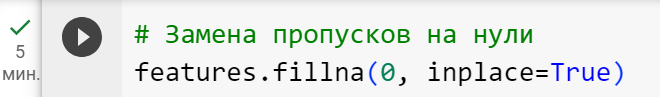 # Замена пропусков на нули
5
мин.
features.fillna(0, inplace=True)